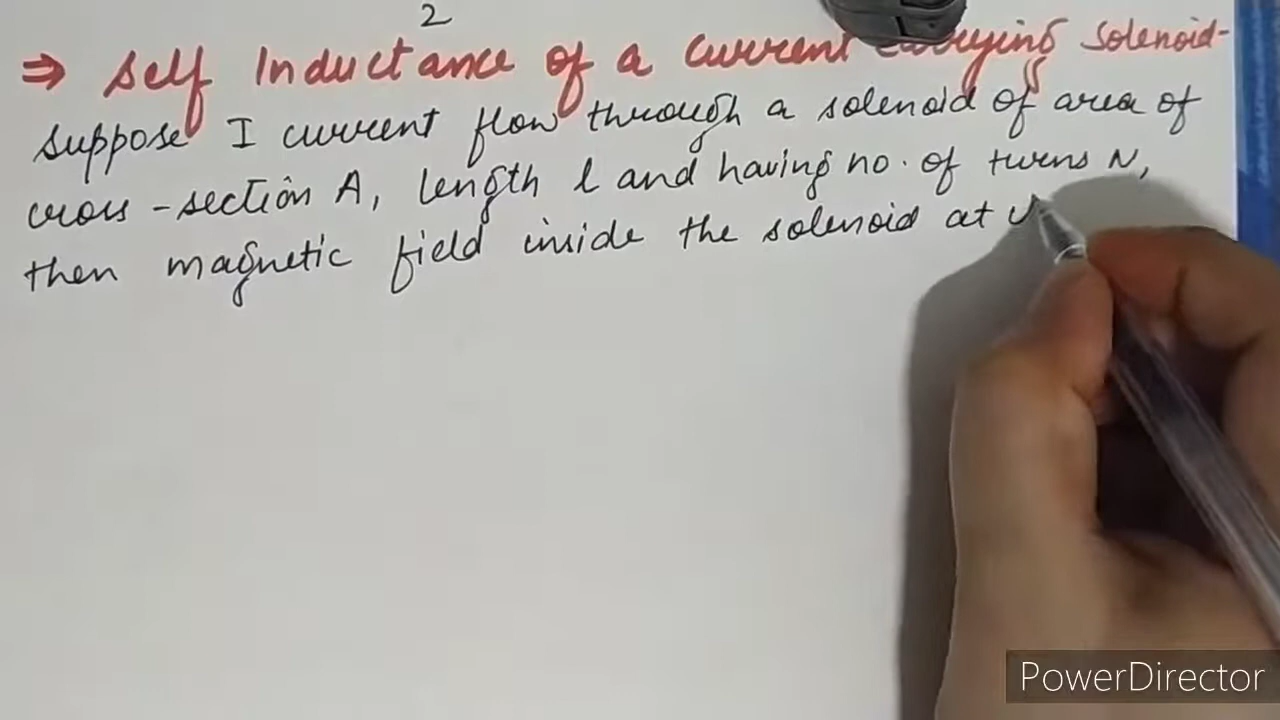 2
⇒ Self Inductance of a current carrying solenoid-
Suppose I current flow through a solenoid of area of
cross-section A, length l and having no. of turns N,
then magnetic field inside the solenoid at
PowerDirector